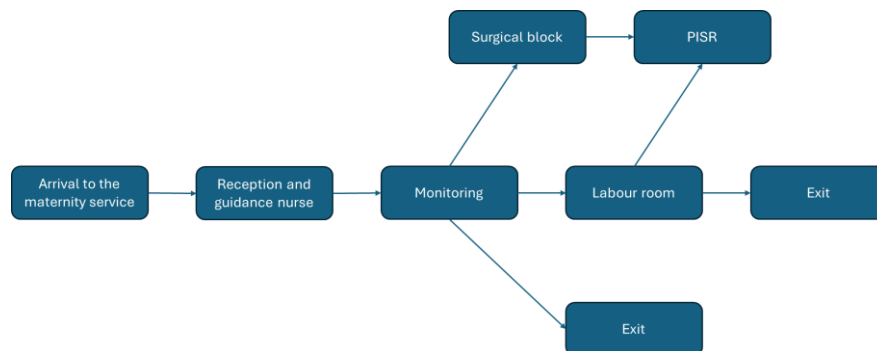 Surgical block
PISR
Arrival to the
maternity service
Reception and
guidance nurse
Monitoring
Labour room
Exit
Exit